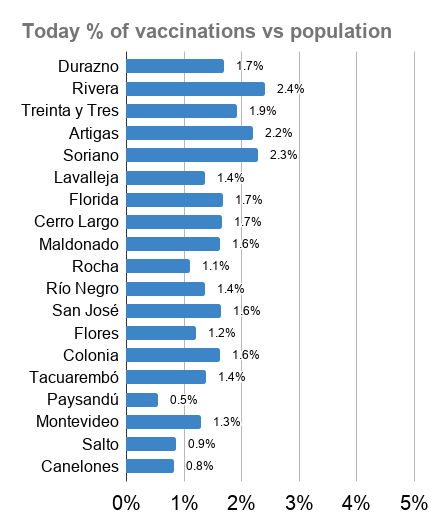 Today % of vaccinations vs population
Durazno 1.7%
Rivera 2.4%
Treinta y Tres 1.9%
Artigas 2.2%
Soriano 2.3%
Lavalleja 1.4%
Florida 1.7%
Cerro Largo 1.7%
Maldonado 1.6%
Rocha 1.1%
Río Negro 1.4%
San José 1.6%
Flores 1.2%
Colonia 1.6%
Tacuarembó 1.4%
Paysandú 0.5%
Montevideo 1.3%
Salto 0.9%
Canelones 0.8%
0% 1% 2% 3% 4% 5%